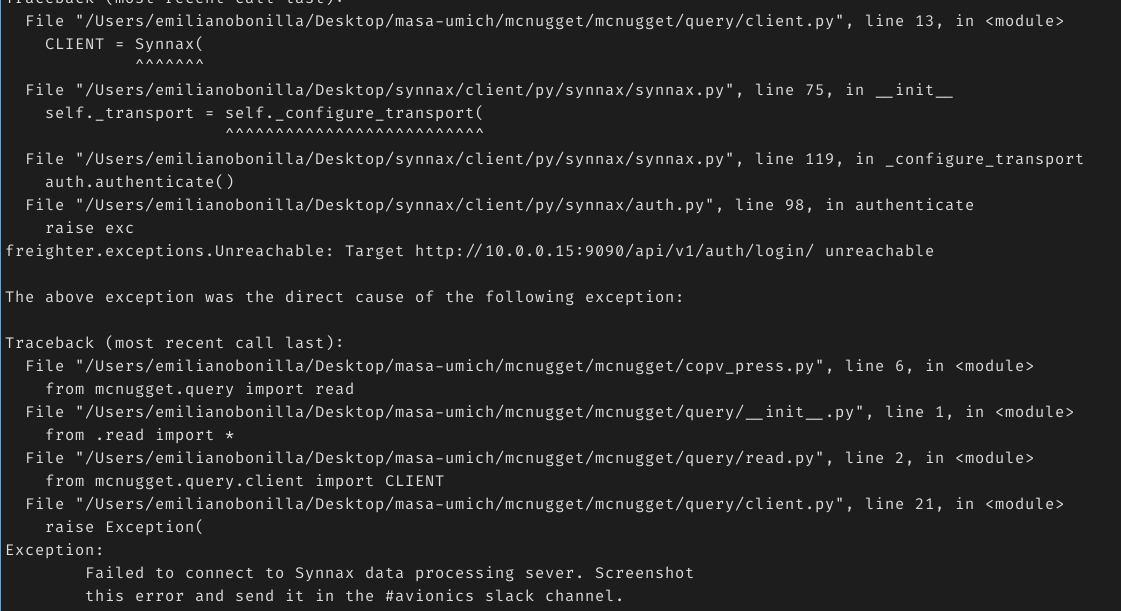 Traceback (most recent call last):
  File "/Users/emilianobonilla/Desktop/masa-umich/mcnugget/mcnugget/query/client.py", line 13, in <module>
    CLIENT = Synnax(
             ^^^^^^^
  File "/Users/emilianobonilla/Desktop/synnax/client/py/synnax/synnax.py", line 75, in __init__
    self._transport = self._configure_transport(
                      ^^^^^^^^^^^^^^^^^^^^^^^^^^
  File "/Users/emilianobonilla/Desktop/synnax/client/py/synnax/synnax.py", line 119, in _configure_transport
    auth.authenticate()
  File "/Users/emilianobonilla/Desktop/synnax/client/py/synnax/auth.py", line 98, in authenticate
    raise exc
freighter.exceptions.Unreachable: Target http://10.0.0.15:9090/api/v1/auth/login/ unreachable
The above exception was the direct cause of the following exception:
Traceback (most recent call last):
  File "/Users/emilianobonilla/Desktop/masa-umich/mcnugget/mcnugget/copv_press.py", line 6, in <module>
    from mcnugget.query import read
  File "/Users/emilianobonilla/Desktop/masa-umich/mcnugget/mcnugget/query/__init__.py", line 1, in <module>
    from .read import *
  File "/Users/emilianobonilla/Desktop/masa-umich/mcnugget/mcnugget/query/read.py", line 2, in <module>
    from mcnugget.query.client import CLIENT
  File "/Users/emilianobonilla/Desktop/masa-umich/mcnugget/mcnugget/query/client.py", line 21, in <module>
    raise Exception(
Exception:
        Failed to connect to Synnax data processing sever. Screenshot
        this error and send it in the #avionics slack channel.